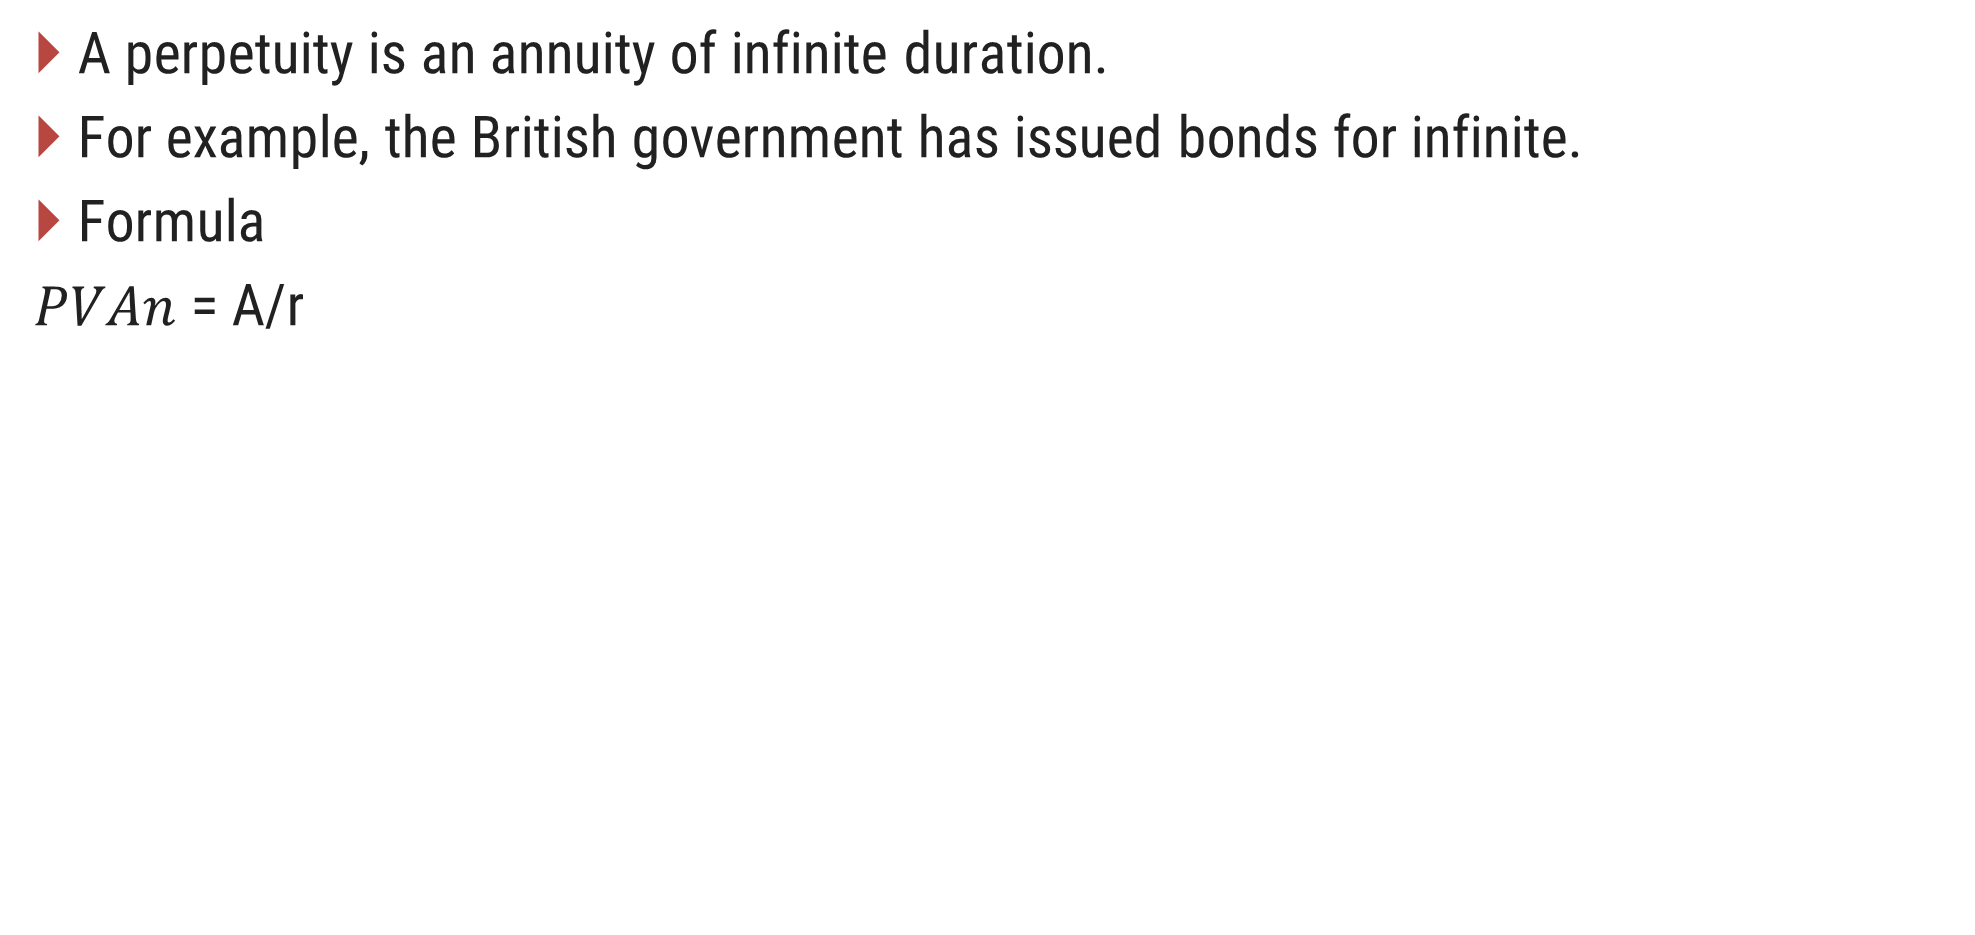 A perpetuity is an annuity of infinite duration.
For example, the British government has issued bonds for infinite.
Formula
PVAn = A/r